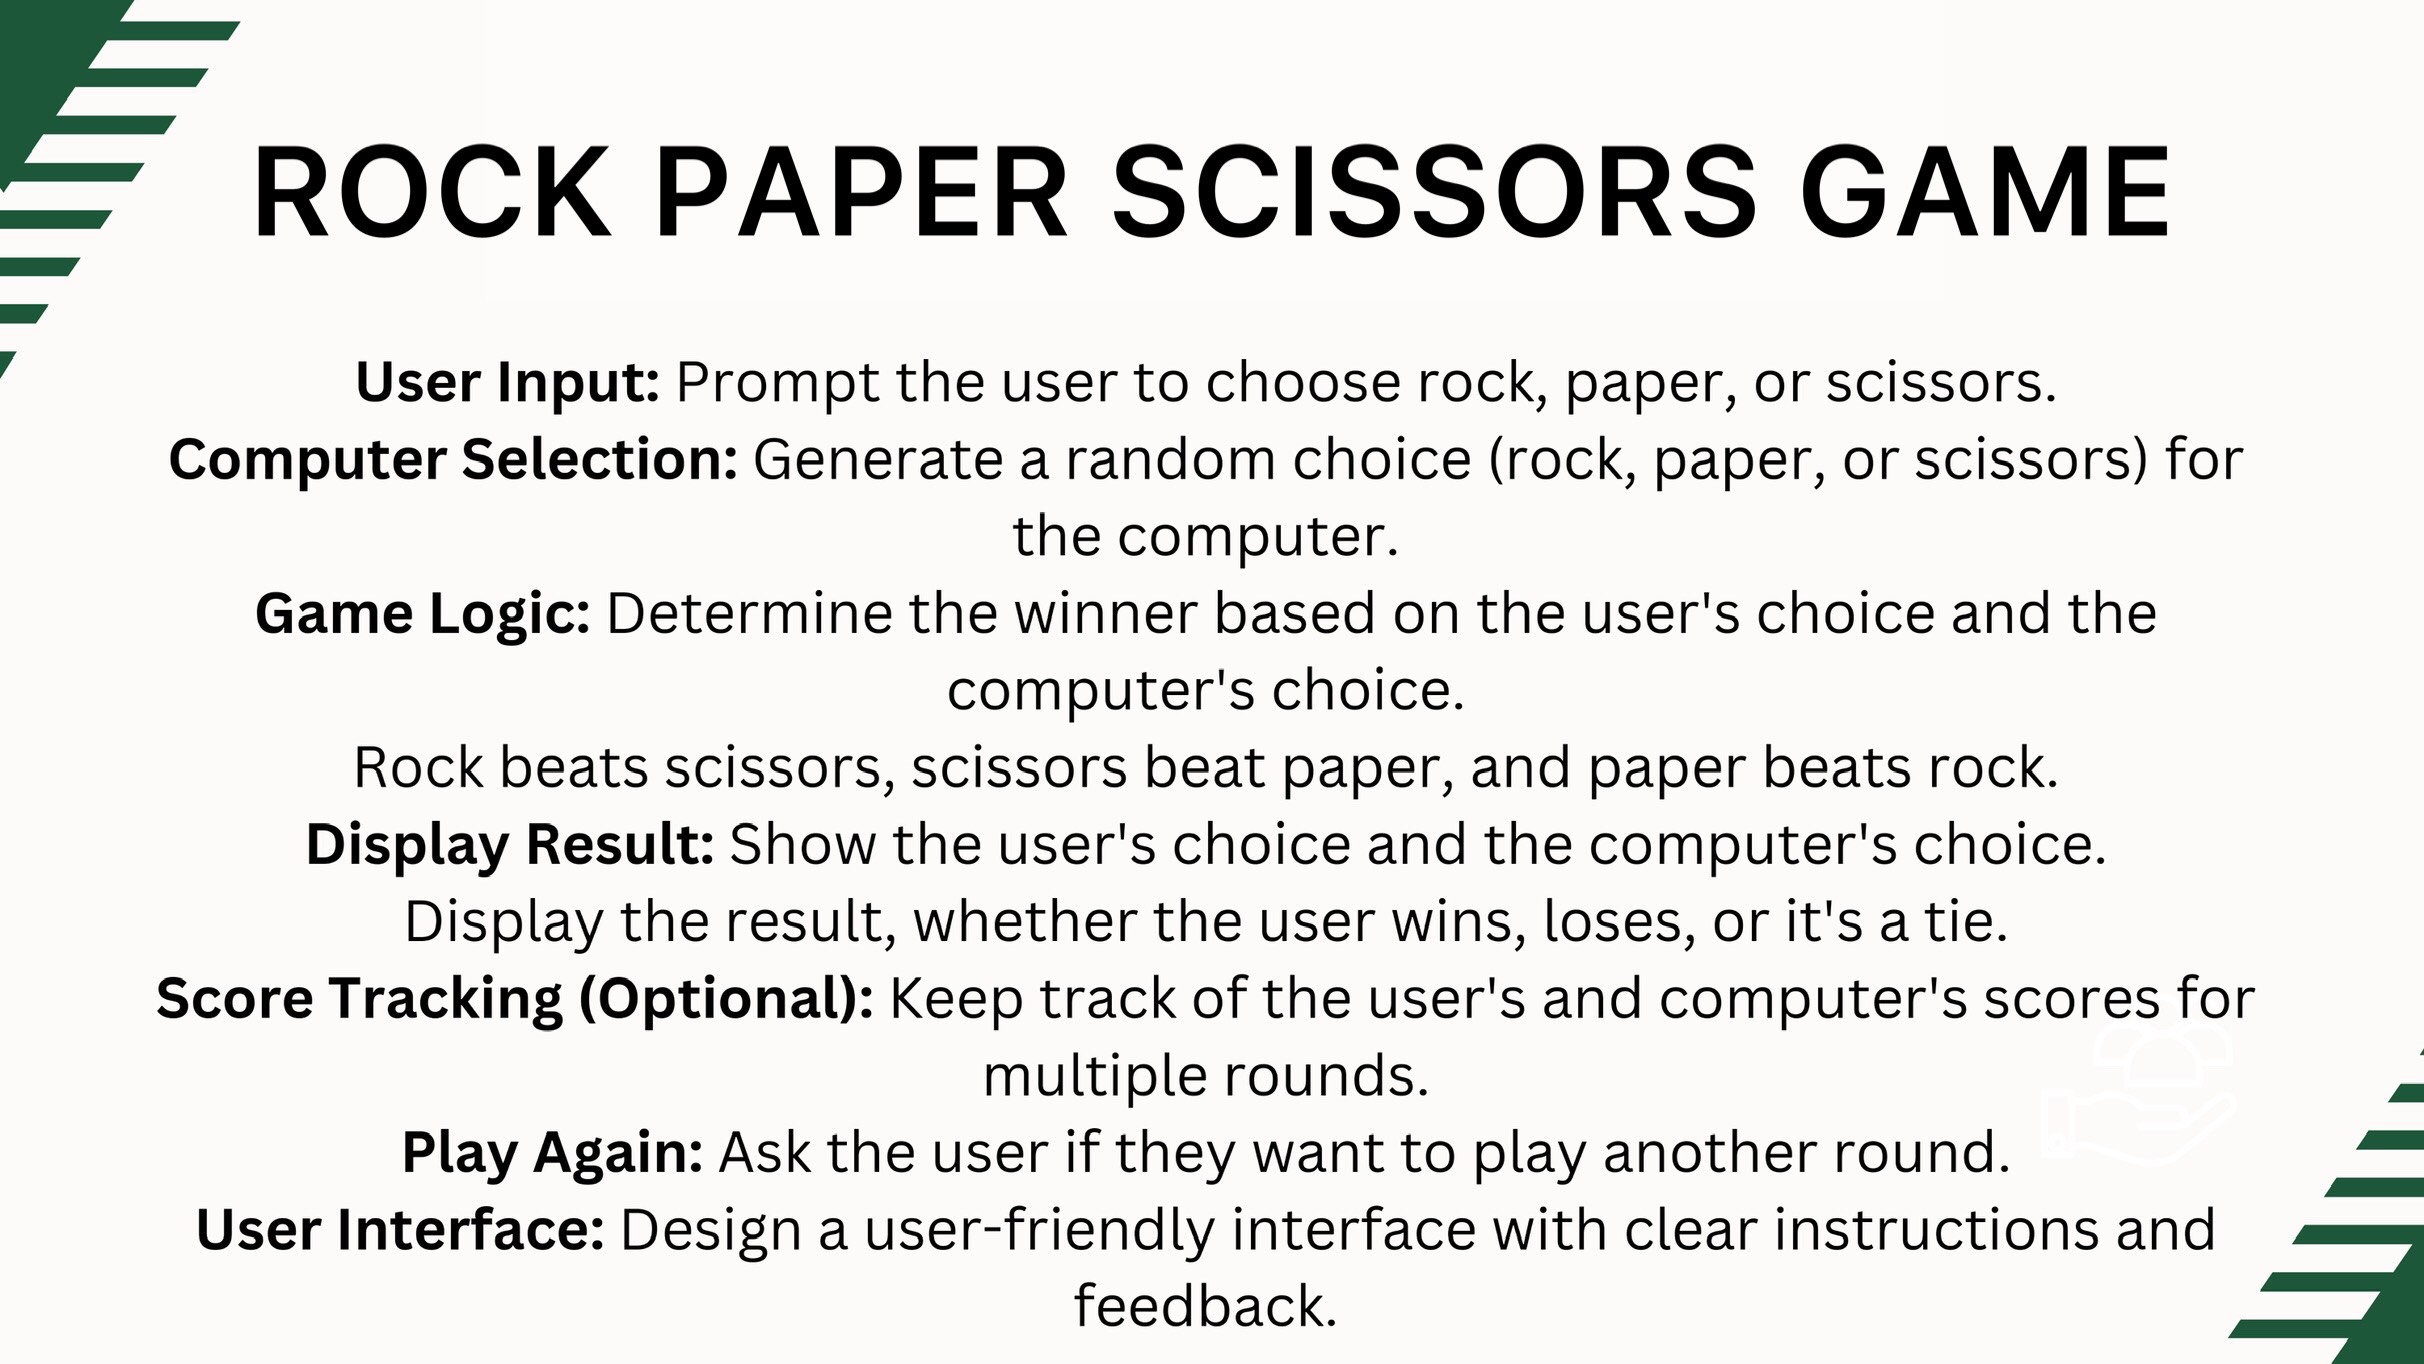 ROCK PAPER SCISSORS GAME
User Input: Prompt the user to choose rock, paper, or scissors.
Computer Selection: Generate a random choice (rock, paper, or scissors) for
the computer.
Game Logic: Determine the winner based on the user's choice and the
computer's choice.
Rock beats scissors, scissors beat paper, and paper beats rock.
Display Result: Show the user's choice and the computer's choice.
Display the result, whether the user wins, loses, or it's a tie.
Score Tracking (Optional): Keep track of the user's and computer's scores for
multiple rounds.
Play Again: Ask the user if they want to play another round.
User Interface: Design a user-friendly interface with clear instructions and
feedback.